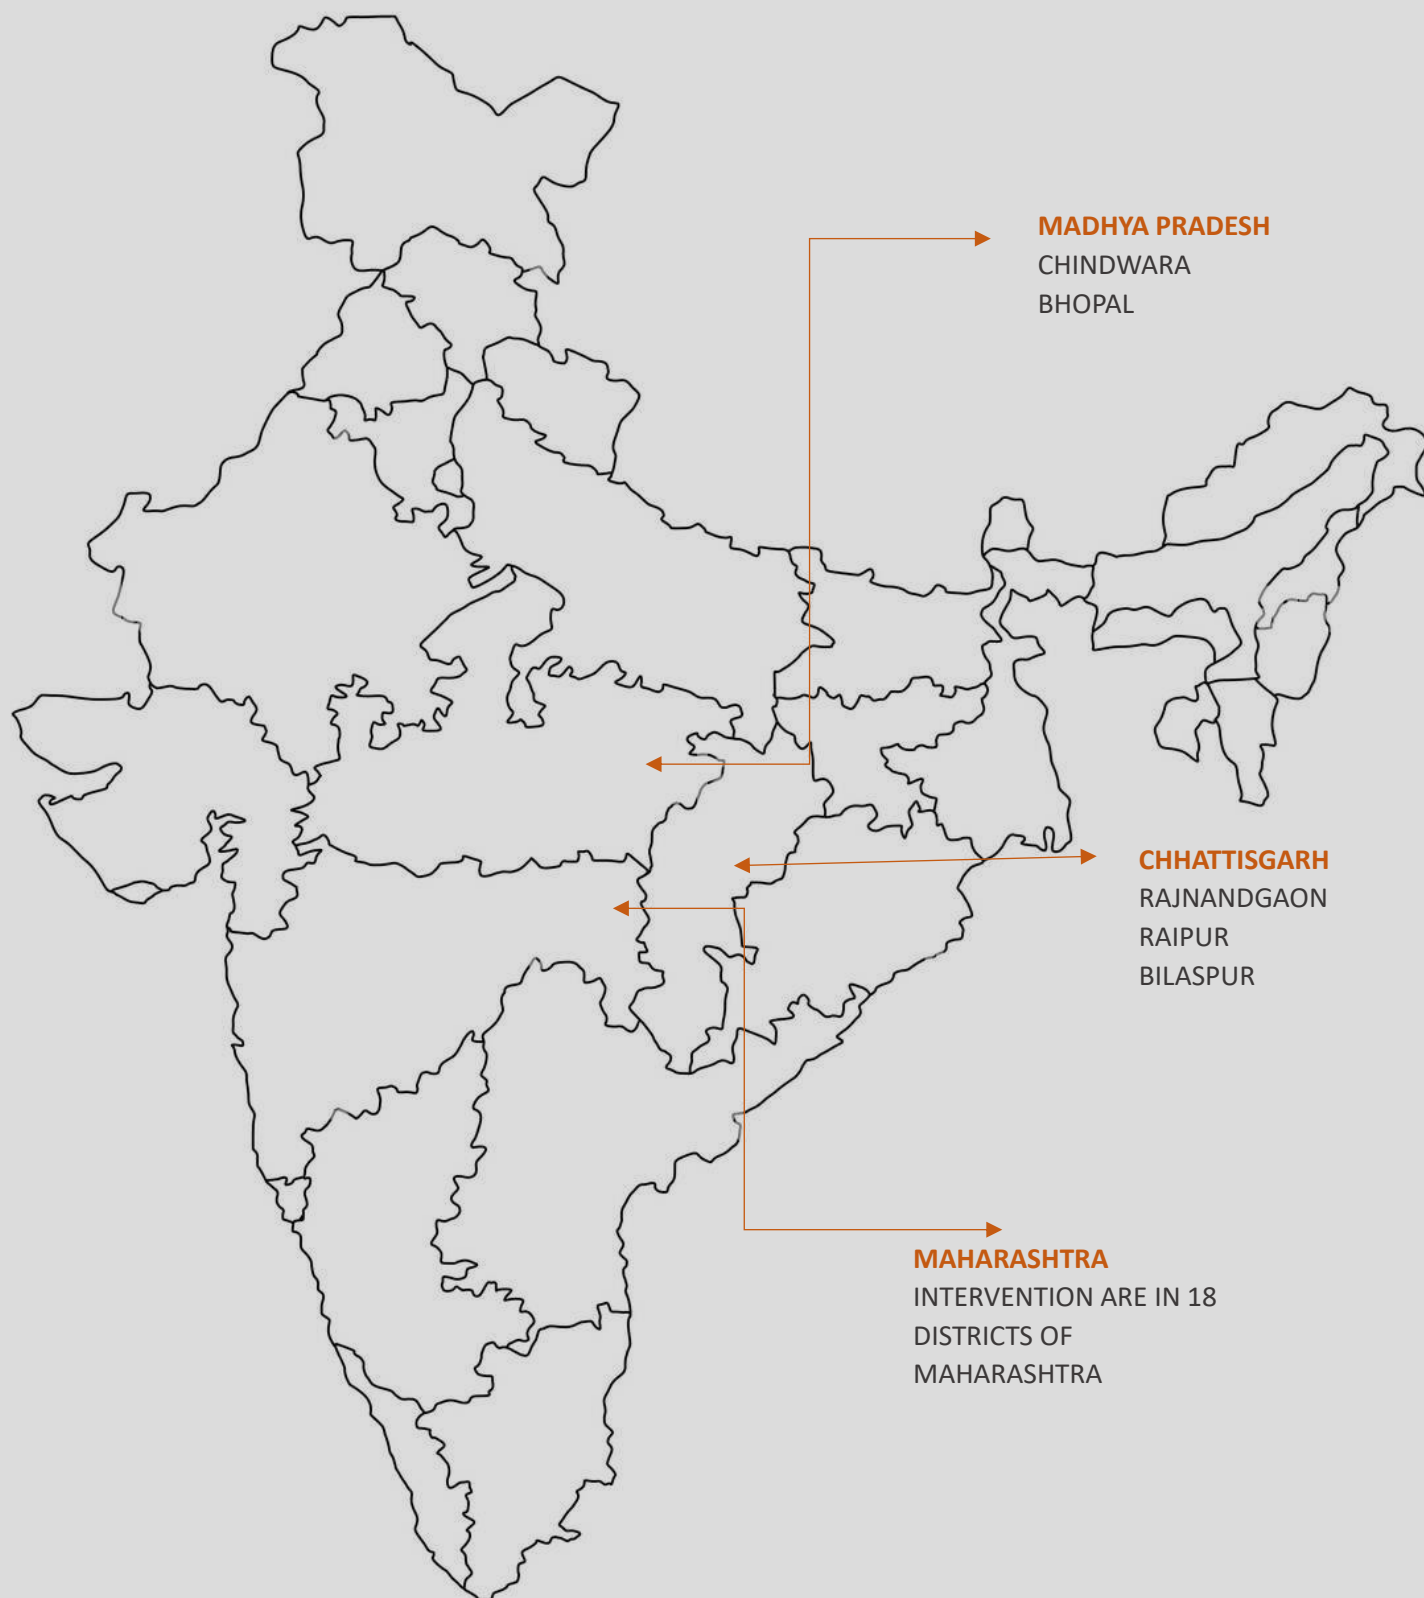 MADHYA PRADESH
CHINDWARA
BHOPAL
CHHATTISGARH
RAJNANDGAON
RAIPUR
BILASPUR
MAHARASHTRA
INTERVENTION ARE IN 18
DISTRICTS OF
MAHARASHTRA